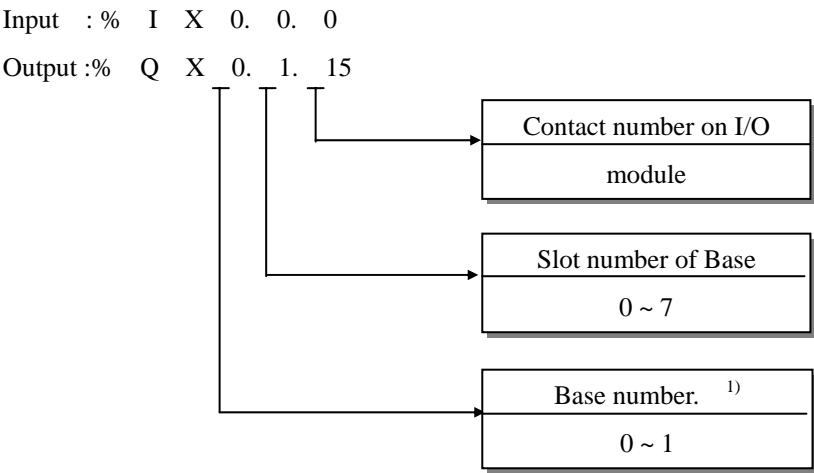 Input : % I X 0. 0. 0
Output :% Q X 0. 1. 15
Contact number on I/O
module
Slot number of Base
0 ~ 7
Base number. 1)
0 ~ 1